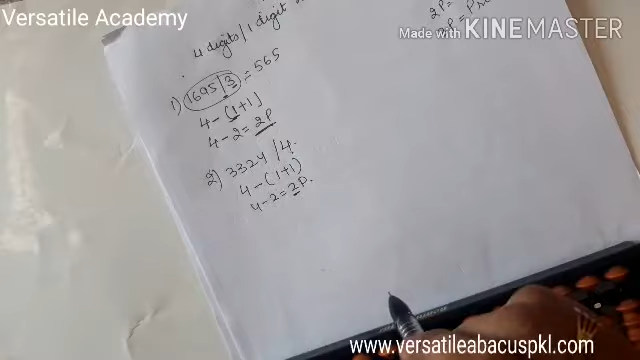 Versatile Academy
Made With
KINEMASTER
2P=
4 digits/1 digit
1) 1695/3 = 565
4-(1+1)
4-2=2P
2) 3324/4.
4-(1+1)
4-2=2P.
www.versatileabacuspkl.com